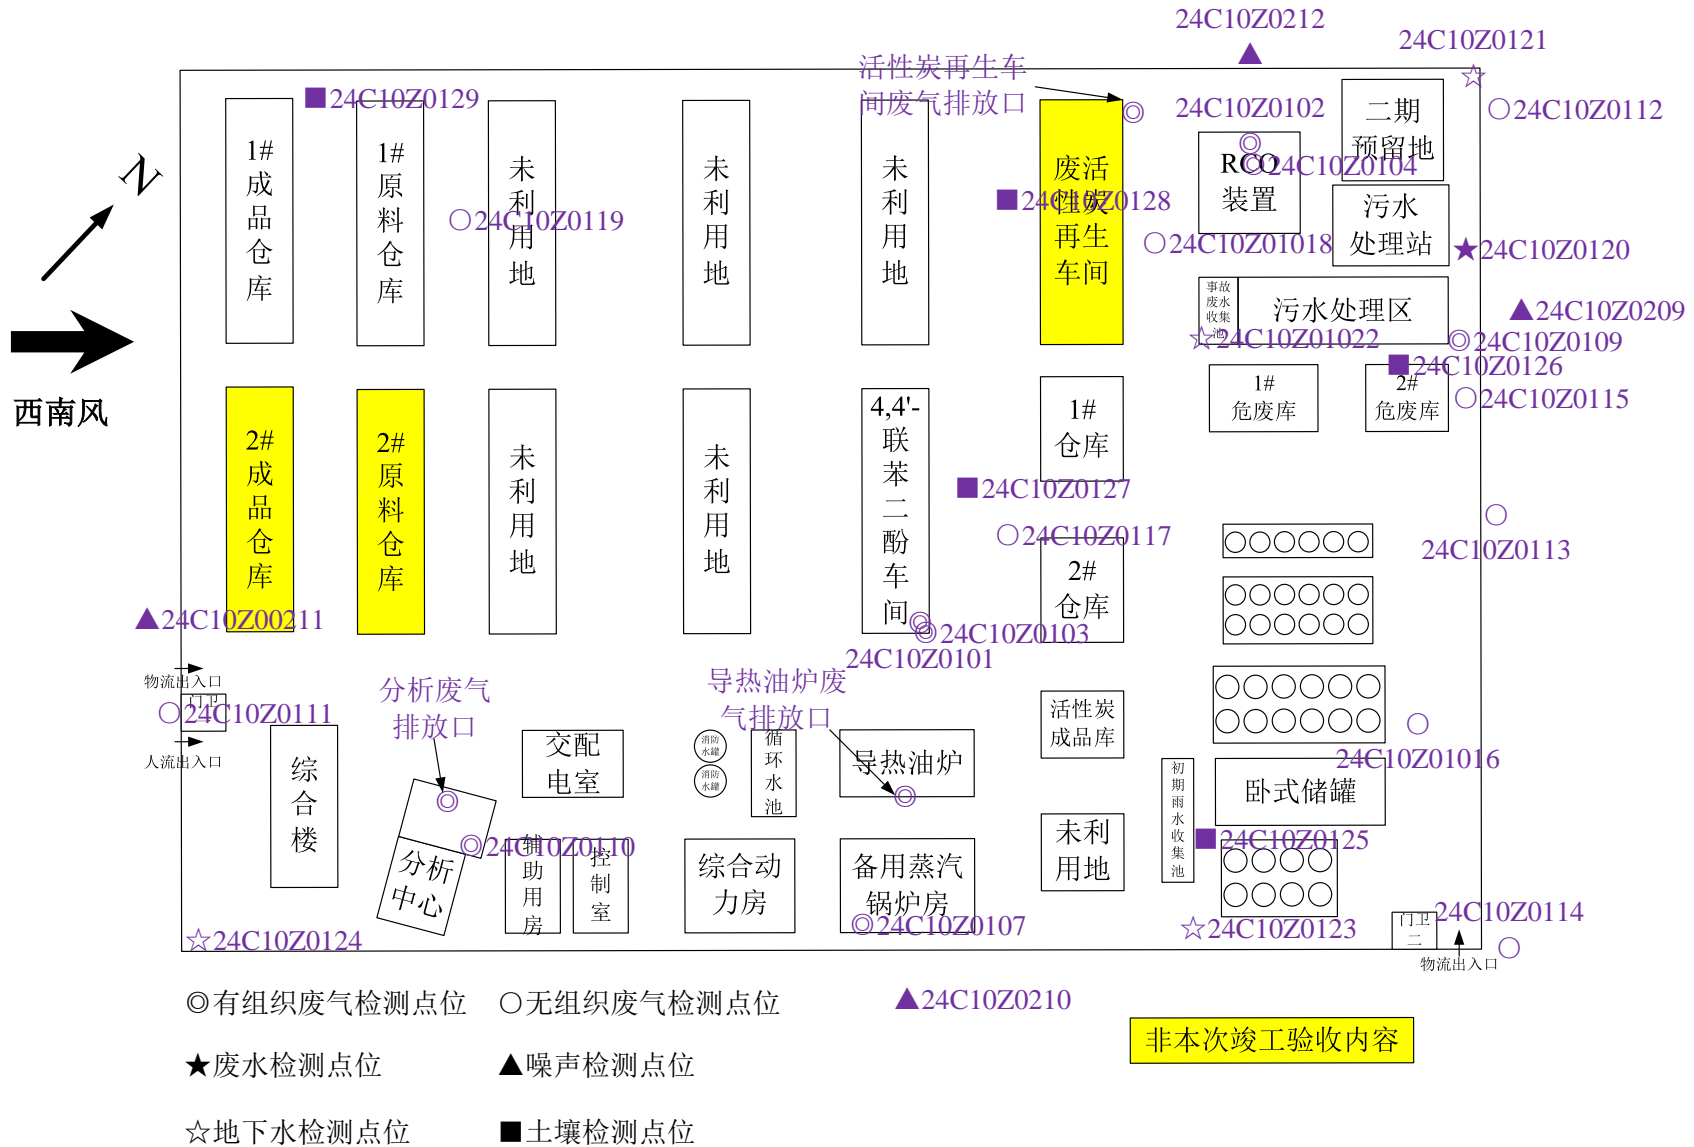 24C10Z0212
24C10Z0121
活性炭再生车
间废气排放口
■24C10Z0129
24C10Z0102
○24C10Z0112
1#
成
品
仓
库
1#
原
料
仓
库
未
利
用
地
未
利
用
地
未
利
用
地
废活
性炭
再生
车间
RCO
装置
◎24C10Z0104
二期
预留地
N
■24C10Z0128
○24C10Z0119
○24C10Z01018
污水
处理站
★24C10Z0120
事故
废水
收集
池
污水处理区
▲24C10Z0209
☆24C10Z01022
◎24C10Z0109
■24C10Z0126
西南风
1#
危废库
2#
危废库
○24C10Z0115
2#
成
品
仓
库
2#
原
料
仓
库
未
利
用
地
未
利
用
地
4,4'-
联
苯
二
酚
车
间
1#
仓库
■24C10Z0127
○24C10Z0117
24C10Z0113
2#
仓库
▲24C10Z00211
◎24C10Z0103
24C10Z0101
物流出入口
门卫
一
○24C10Z0111
人流出入口
分析废气
排放口
导热油炉废
气排放口
活性炭
成品库
24C10Z01016
综
合
楼
交配
电室
消防
水罐
消防
水罐
循
环
水
池
导热油炉
初
期
雨
水
收
集
池
卧式储罐
分析
中心
◎24C10Z0110
辅
助
用
房
控
制
室
综合动
力房
备用蒸汽
锅炉房
◎24C10Z0107
未利
用地
■24C10Z0125
☆24C10Z0124
☆24C10Z0123
门卫
二
24C10Z0114
物流出入口
◎有组织废气检测点位
○无组织废气检测点位
▲24C10Z0210
非本次竣工验收内容
★废水检测点位
▲噪声检测点位
☆地下水检测点位
■土壤检测点位